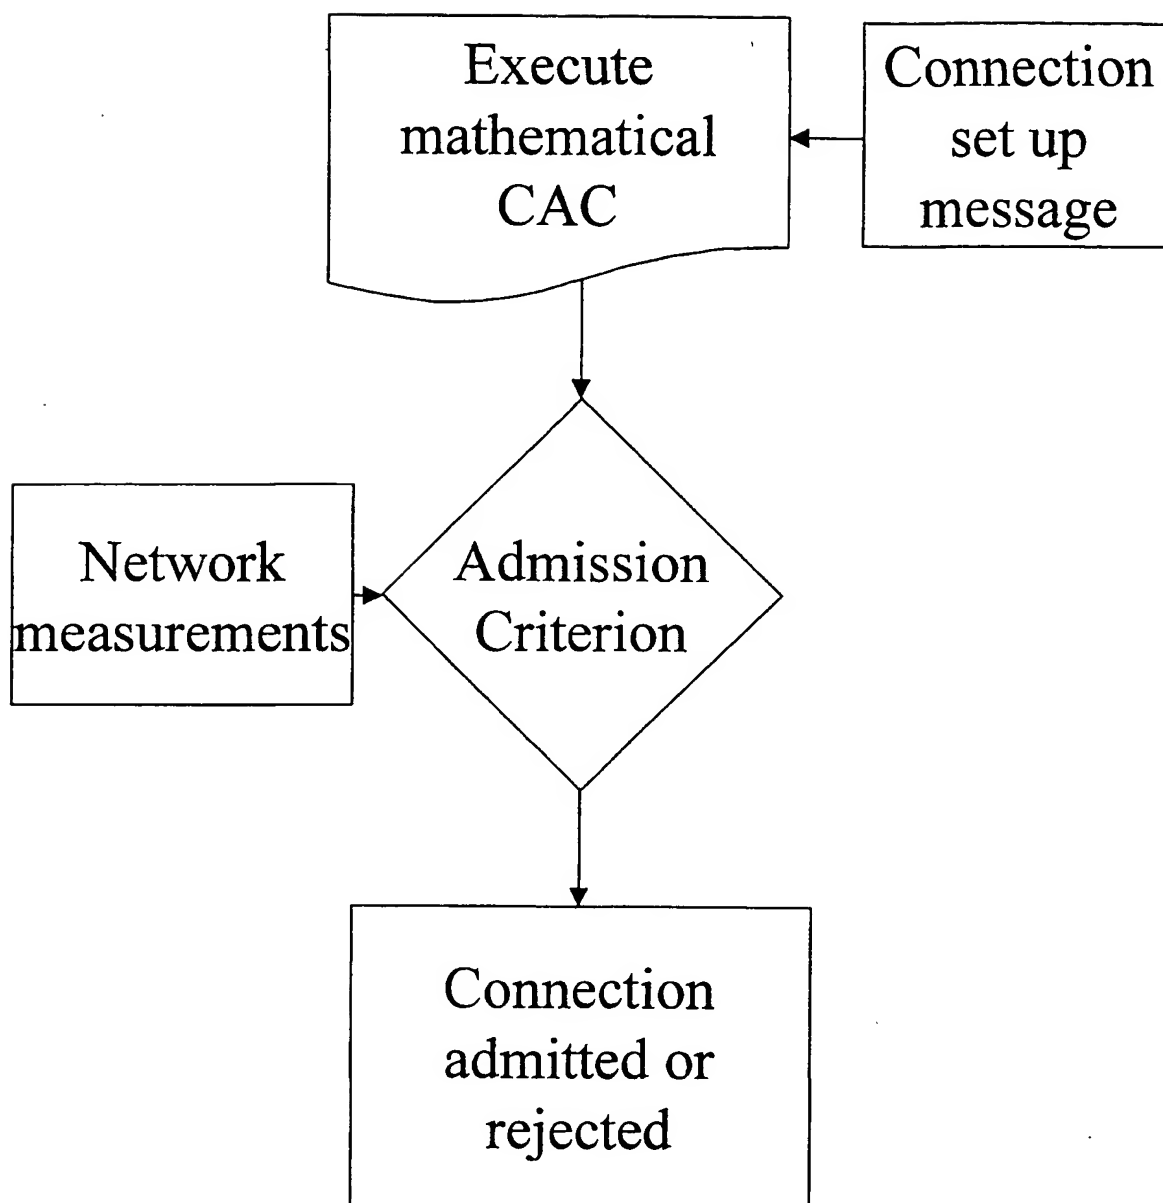 Execute
mathematical
CAC
Connection
set up
message
Network
measurements
Admission
Criterion
Connection
admitted or
rejected